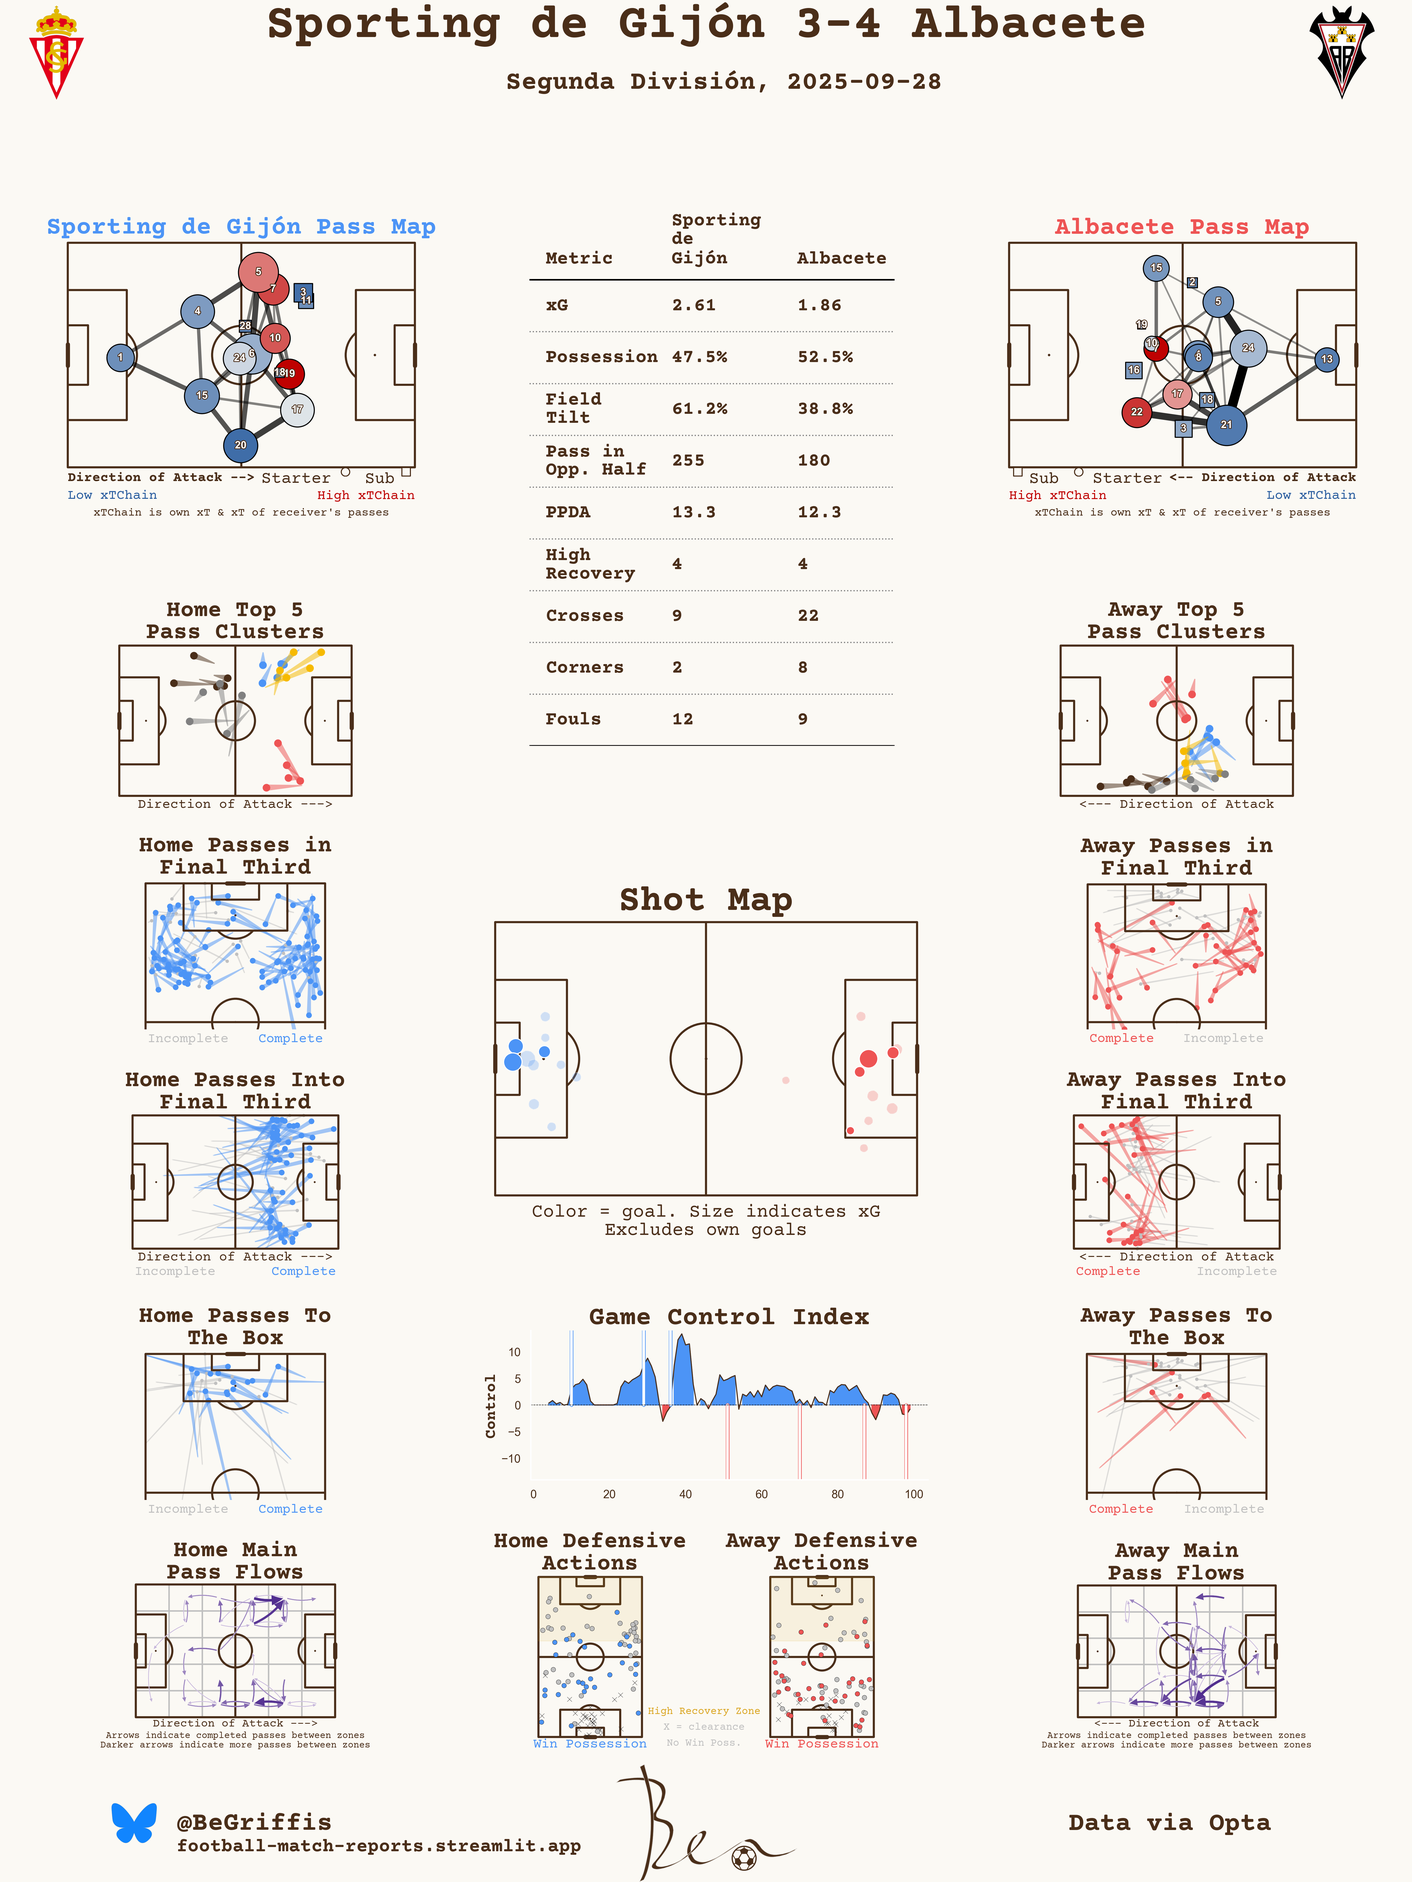 Sporting de Gijón 3-4 Albacete
Segunda División, 2025-09-28
Sporting de Gijón Pass Map
5
7
3
11
4
28
10
1
24
6
18
19
15
17
20
Direction of Attack --> Starter Sub
Low xTChain High xTChain
xTChain is own xT & xT of receiver's passes
Sporting
de
Metric Gijón Albacete
xG 2.61 1.86
Possession 47.5% 52.5%
Field
Tilt 61.2% 38.8%
Pass in
Opp. Half 255 180
PPDA 13.3 12.3
High
Recovery 4 4
Crosses 9 22
Corners 2 8
Fouls 12 9
Albacete Pass Map
15
2
5
19
10
24
8
13
16
17
18
22
21
3
Sub Starter <-- Direction of Attack
High xTChain Low xTChain
xTChain is own xT & xT of receiver's passes
Home Top 5
Pass Clusters
Direction of Attack --->
Away Top 5
Pass Clusters
<--- Direction of Attack
Home Passes in
Final Third
Incomplete Complete
Shot Map
Color = goal. Size indicates xG
Excludes own goals
Away Passes in
Final Third
Complete Incomplete
Home Passes Into
Final Third
Direction of Attack --->
Incomplete Complete
Away Passes Into
Final Third
<--- Direction of Attack
Complete Incomplete
Home Passes To
The Box
Incomplete Complete
Game Control Index
Control
10
5
0
−5
−10
0 20 40 60 80 100
Away Passes To
The Box
Complete Incomplete
Home Main
Pass Flows
Direction of Attack --->
Arrows indicate completed passes between zones
Darker arrows indicate more passes between zones
Home Defensive
Actions
Win Possession
High Recovery Zone
X = clearance
No Win Poss.
Away Defensive
Actions
Win Possession
Away Main
Pass Flows
<--- Direction of Attack
Arrows indicate completed passes between zones
Darker arrows indicate more passes between zones
@BeGriffis
football-match-reports.streamlit.app
Ben
Data via Opta